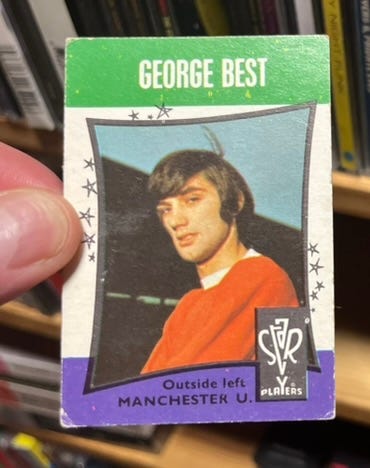 GEORGE BEST
Outside left
MANCHESTER U.
STAR
PLAYERS